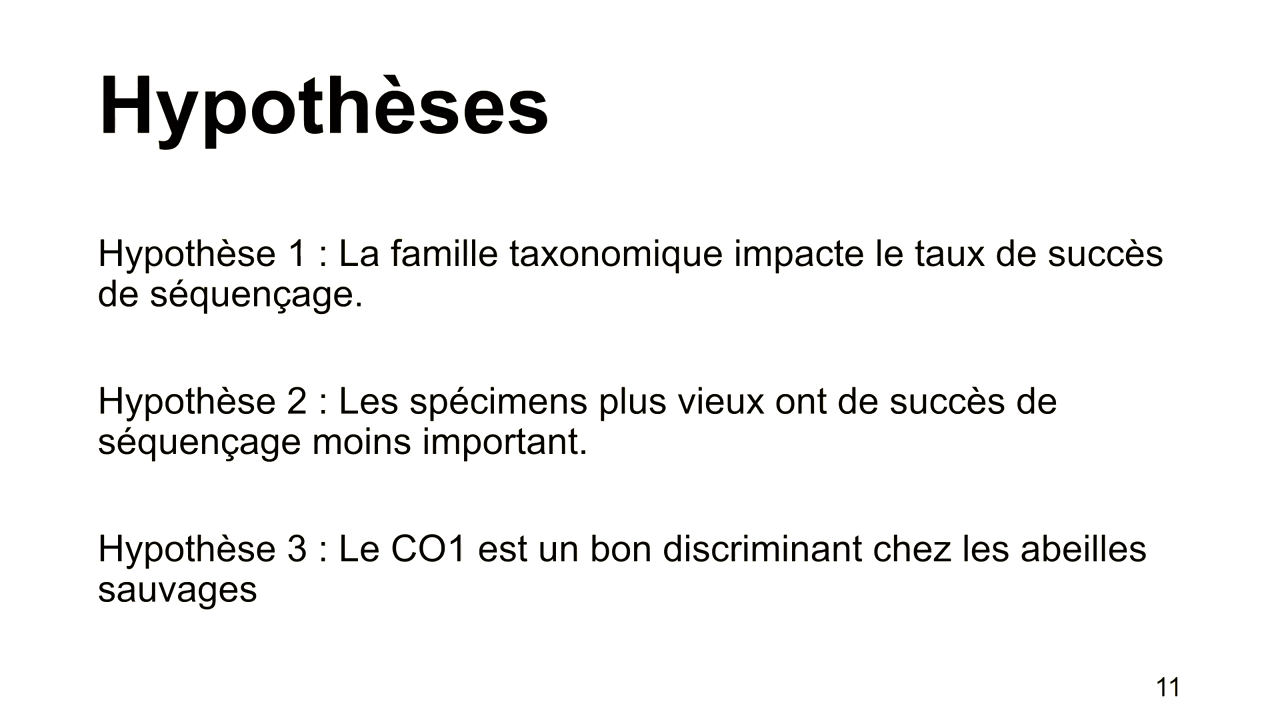 Hypothèses
Hypothèse 1 : La famille taxonomique impacte le taux de succès
de séquençage.
Hypothèse 2 : Les spécimens plus vieux ont de succès de
séquençage moins important.
Hypothèse 3 : Le CO1 est un bon discriminant chez les abeilles
sauvages
11